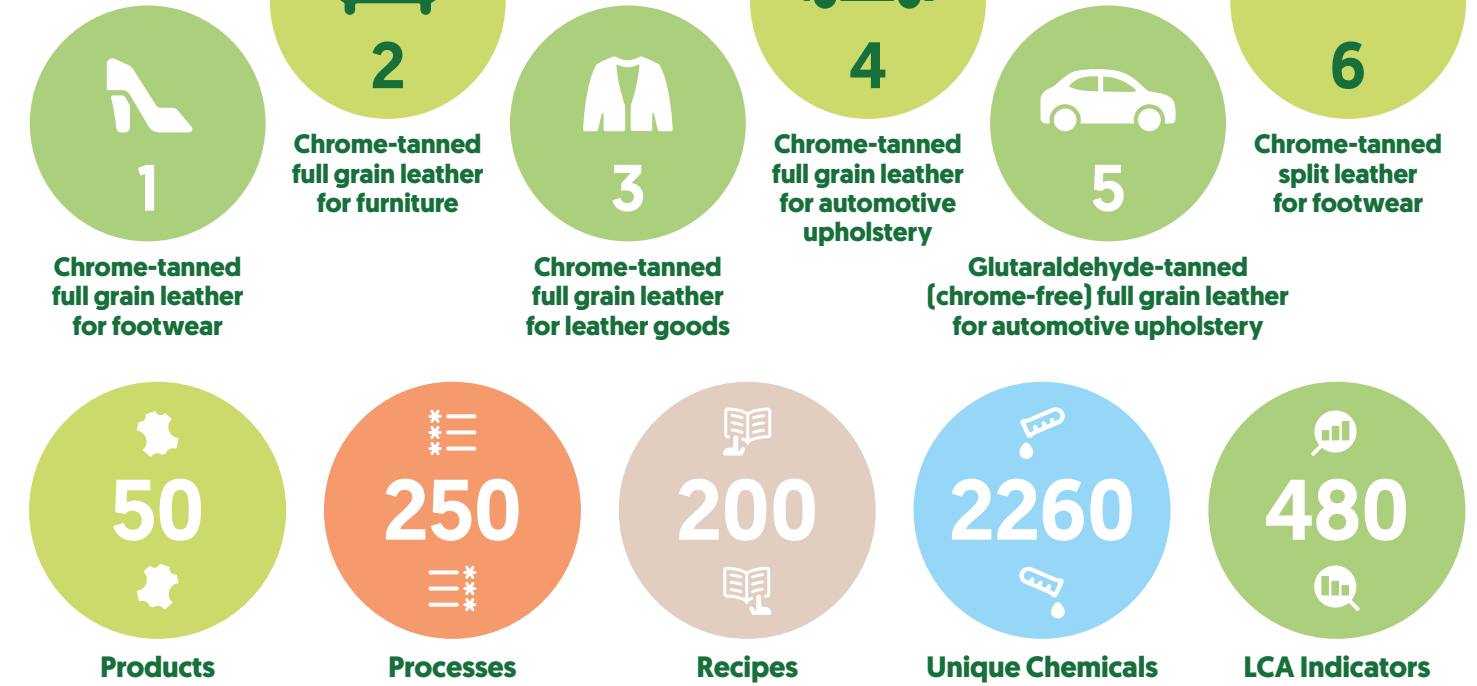 1
Chrome-tanned
full grain leather
for footwear
2
Chrome-tanned
full grain leather
for furniture
3
Chrome-tanned
full grain leather
for leather goods
4
Chrome-tanned
full grain leather
for automotive
upholstery
5
Glutaraldehyde-tanned
(chrome-free) full grain leather
for automotive upholstery
6
Chrome-tanned
split leather
for footwear
50
Products
250
Processes
200
Recipes
2260
Unique Chemicals
480
LCA Indicators